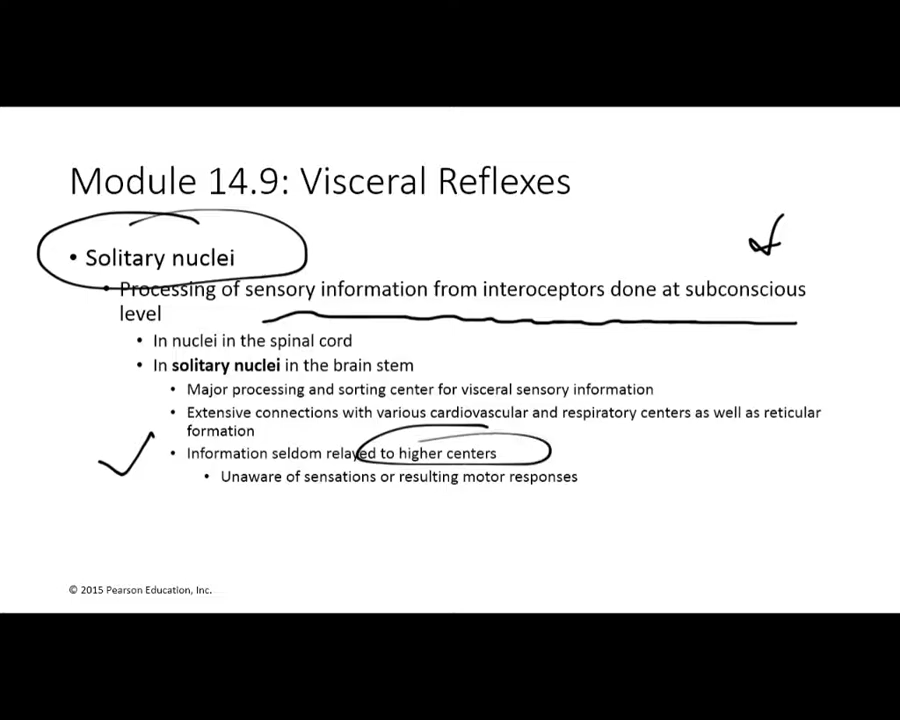 Module 14.9: Visceral Reflexes
• Solitary nuclei
• Processing of sensory information from interoceptors done at subconscious
level
• In nuclei in the spinal cord
• In solitary nuclei in the brain stem
• Major processing and sorting center for visceral sensory information
• Extensive connections with various cardiovascular and respiratory centers as well as reticular
formation
• Information seldom relayed to higher centers
• Unaware of sensations or resulting motor responses
© 2015 Pearson Education, Inc.